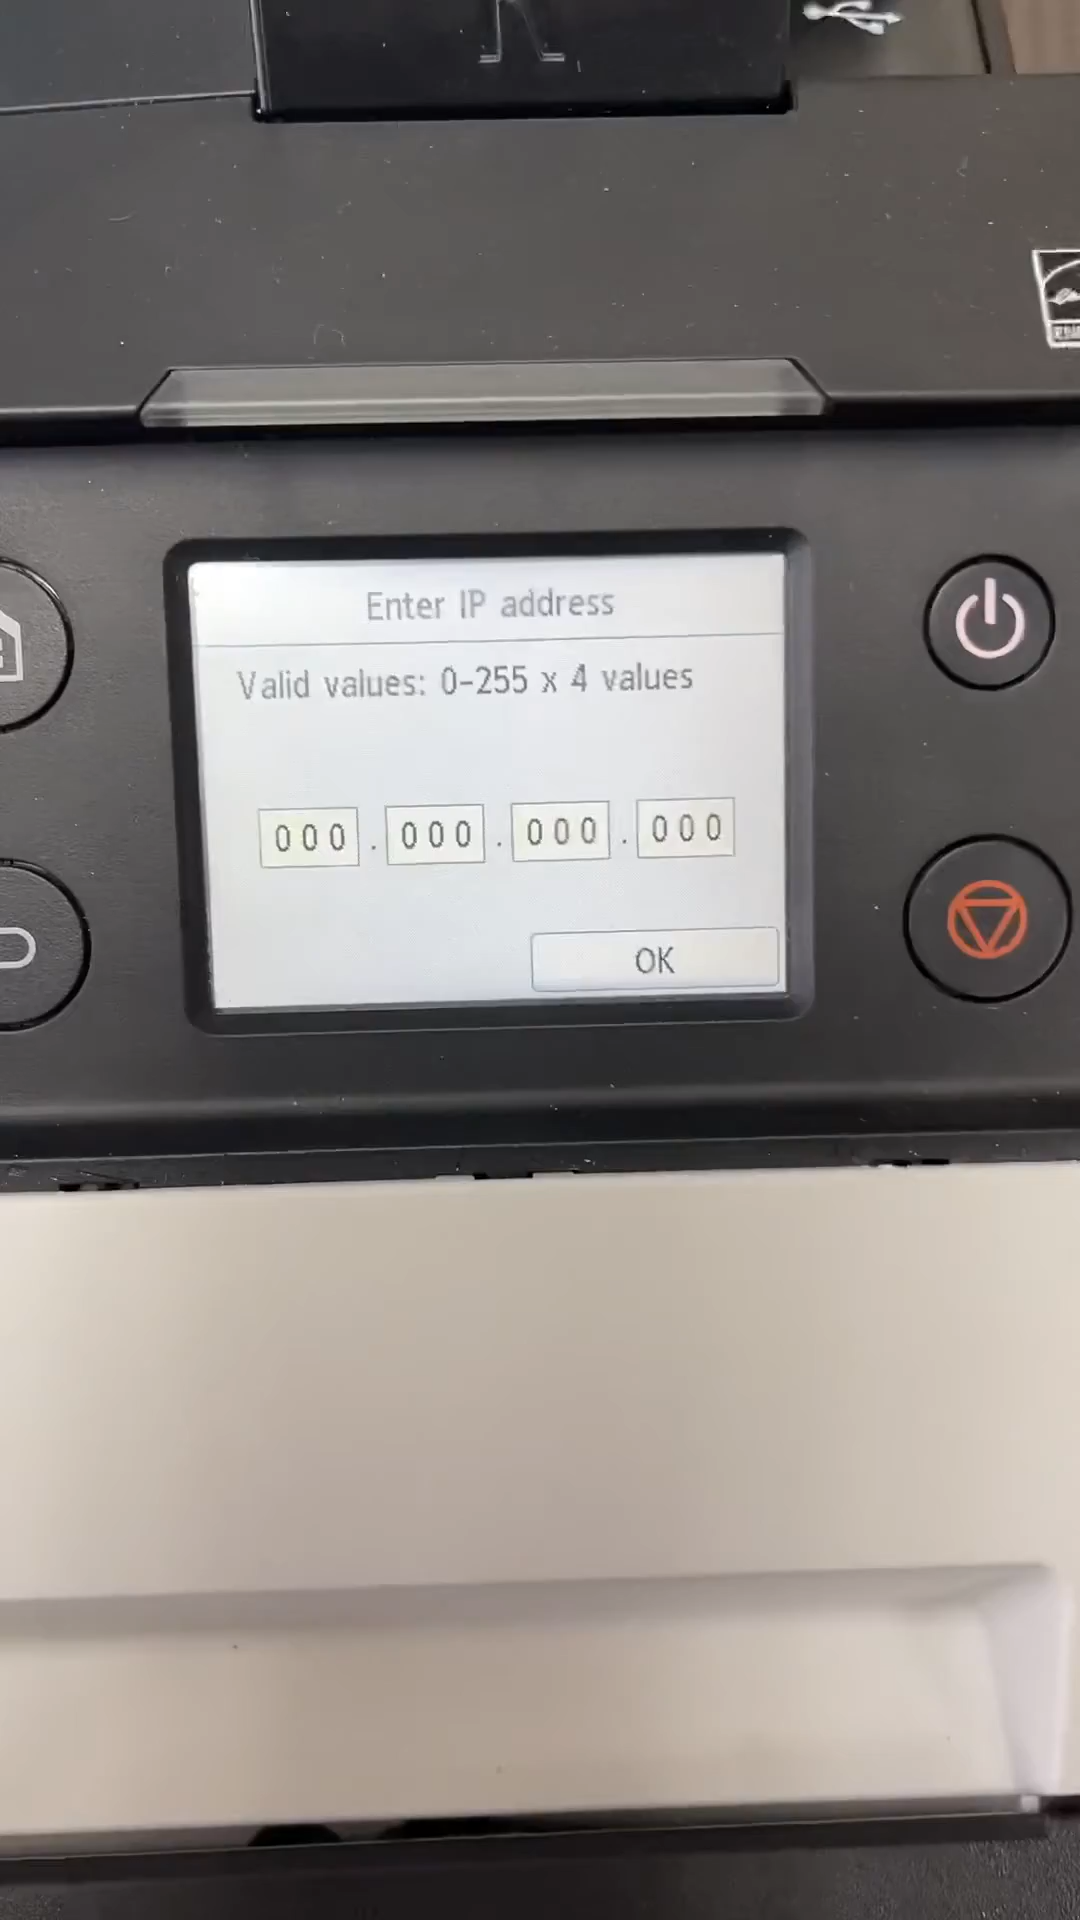 Enter IP address
Valid values: 0-255 x 4 values
000 . 000 . 000 . 000
OK